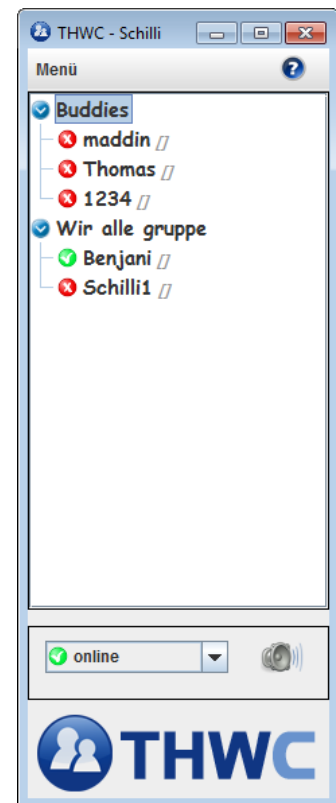 THWC - Schilli
Menü
Buddies
maddin []
Thomas []
1234 []
Wir alle gruppe
Benjani []
Schilli1 []
online
THWC